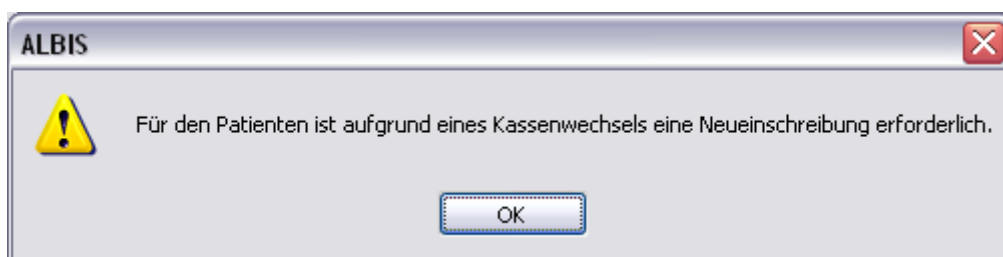 ALBIS
Für den Patienten ist aufgrund eines Kassenwechsels eine Neueinschreibung erforderlich.
OK